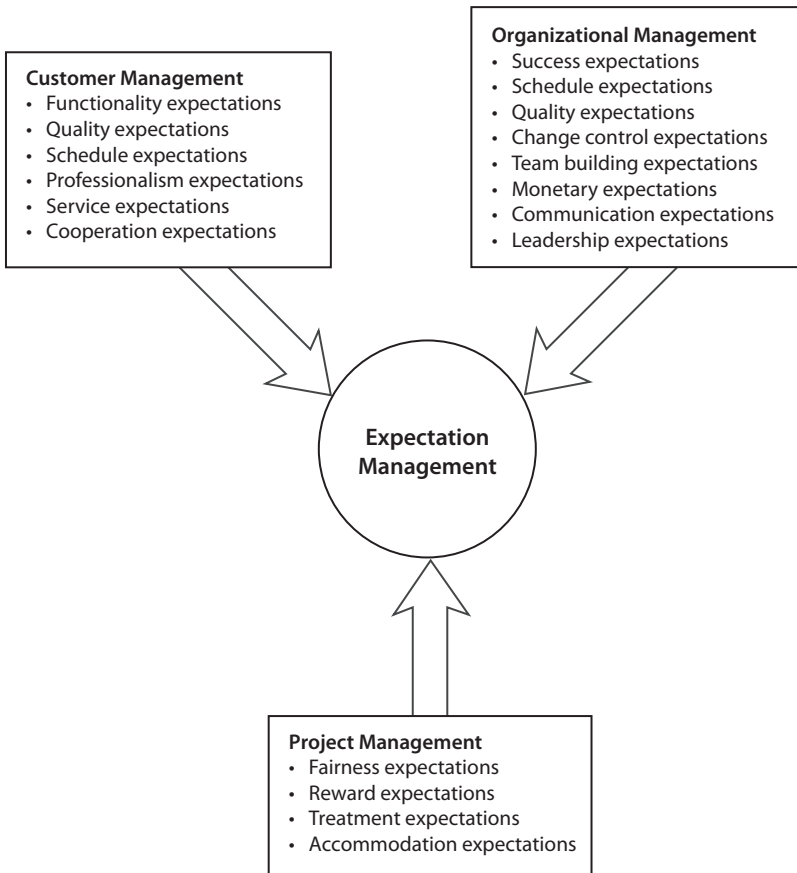 Customer Management
• Functionality expectations
• Quality expectations
• Schedule expectations
• Professionalism expectations
• Service expectations
• Cooperation expectations
Organizational Management
• Success expectations
• Schedule expectations
• Quality expectations
• Change control expectations
• Team building expectations
• Monetary expectations
• Communication expectations
• Leadership expectations
Expectation
Management
Project Management
• Fairness expectations
• Reward expectations
• Treatment expectations
• Accommodation expectations